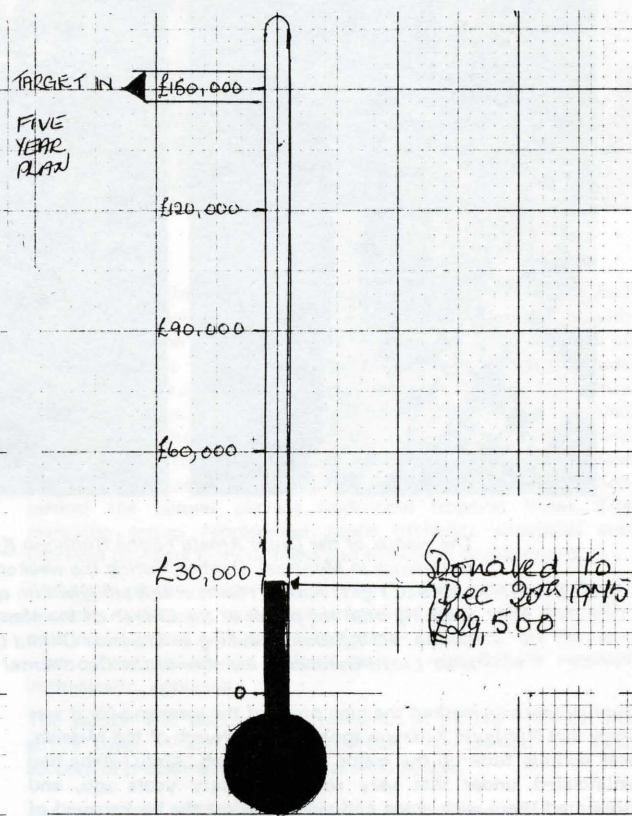 TARGET IN
FIVE
YEAR
PLAN
£150,000
£120,000
£90,000
£60,000
£30,000
Donated to
Dec 20th
£29,500
0